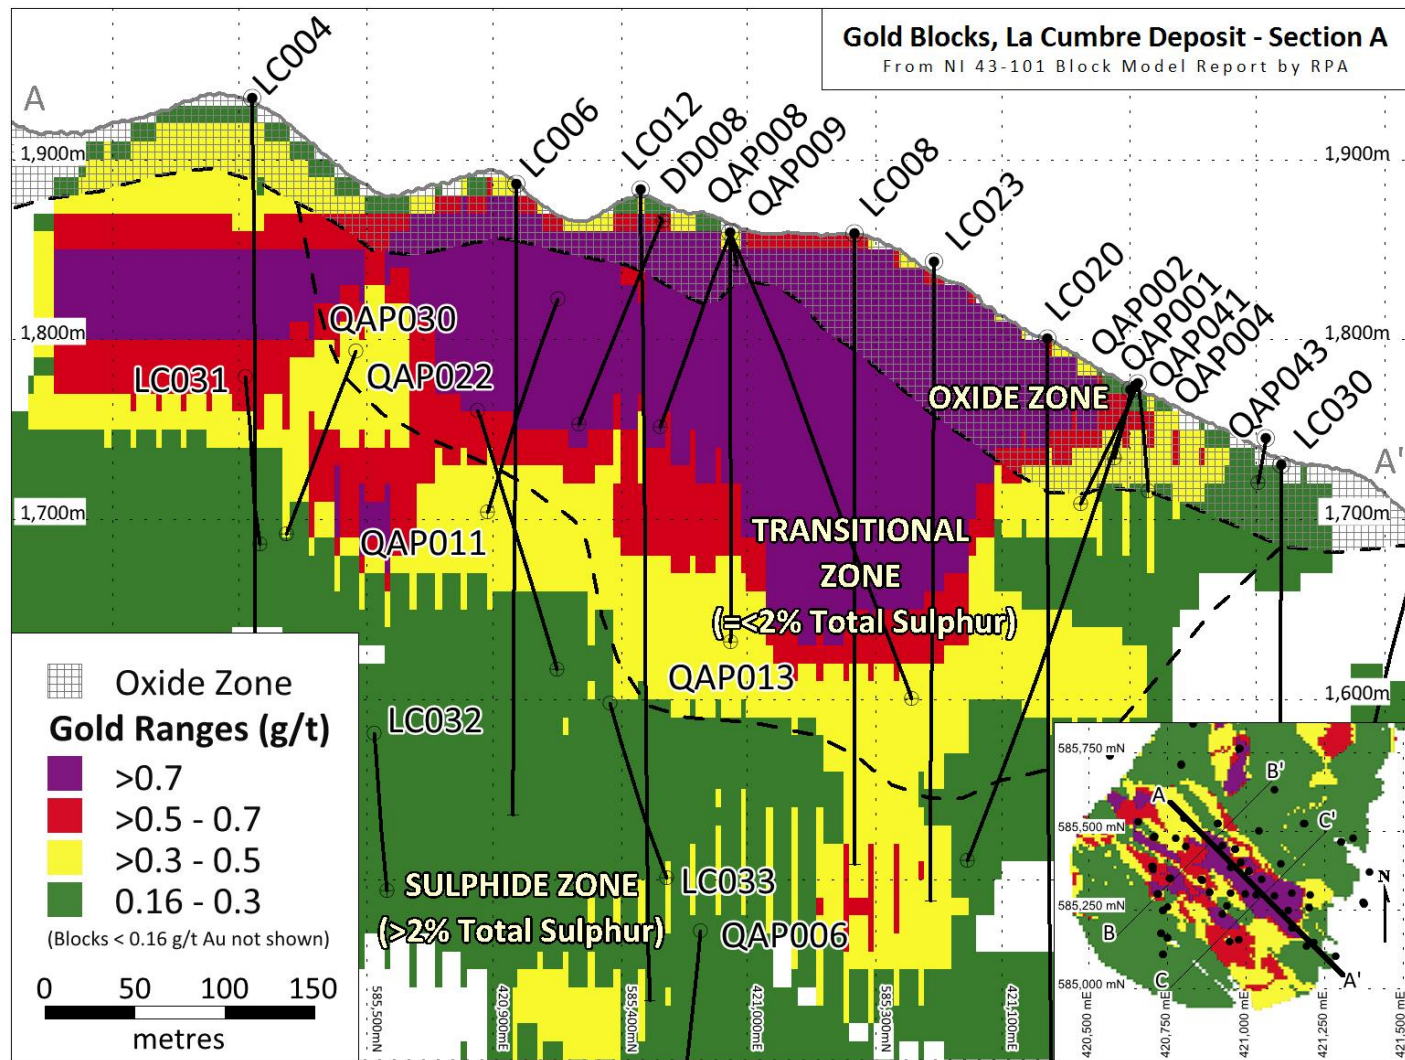 Gold Blocks, La Cumbre Deposit - Section A
From NI 43-101 Block Model Report by RPA
A
LC004
LC006
LC012
DD008
QAP008
QAP009
LC008
LC023
LC020
QAP002
QAP001
QAP041
QAP004
QAP043
LC030
A'
1,900m
1,900m
1,800m
1,800m
1,700m
1,700m
1,600m
QAP030
LC031
QAP022
OXIDE ZONE
QAP011
TRANSITIONAL
ZONE
(=<2% Total Sulphur)
QAP013
LC032
SULPHIDE ZONE
(>2% Total Sulphur)
LC033
QAP006
Oxide Zone
Gold Ranges (g/t)
>0.7
>0.5 - 0.7
>0.3 - 0.5
0.16 - 0.3
(Blocks < 0.16 g/t Au not shown)
0 50 100 150
metres
585,500mN
420,900mE
585,400mN
421,000mE
585,300mN
421,100mE
585,750 mN
585,500 mN
585,250 mN
585,000 mN
A
B'
C'
B
C
A'
N
420,500 mE
420,750 mE
421,000 mE
421,250 mE